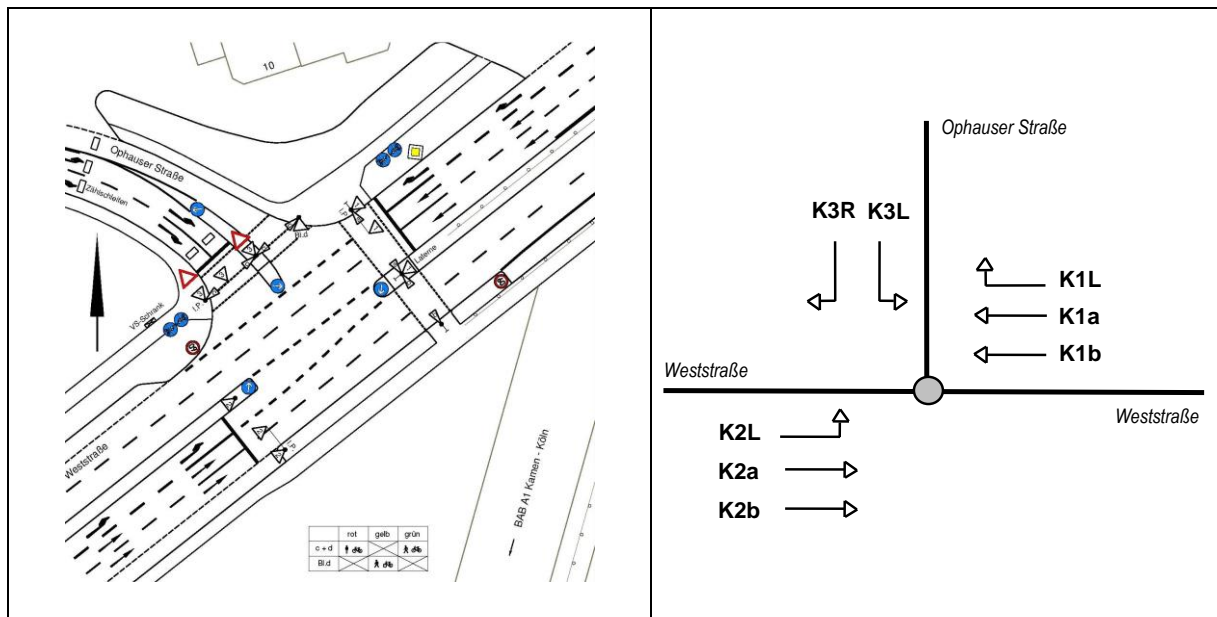 10
Ophauser Straße
Zählschleifen
Bl.d
I.P.
Laterne
I.P.
VS-Schrank
Weststraße
I.P.
BAB A1 Kamen - Köln
rot gelb grün
c + d
Bl.d
Ophauser Straße
K3R K3L
K1L
K1a
K1b
Weststraße
Weststraße
K2L
K2a
K2b